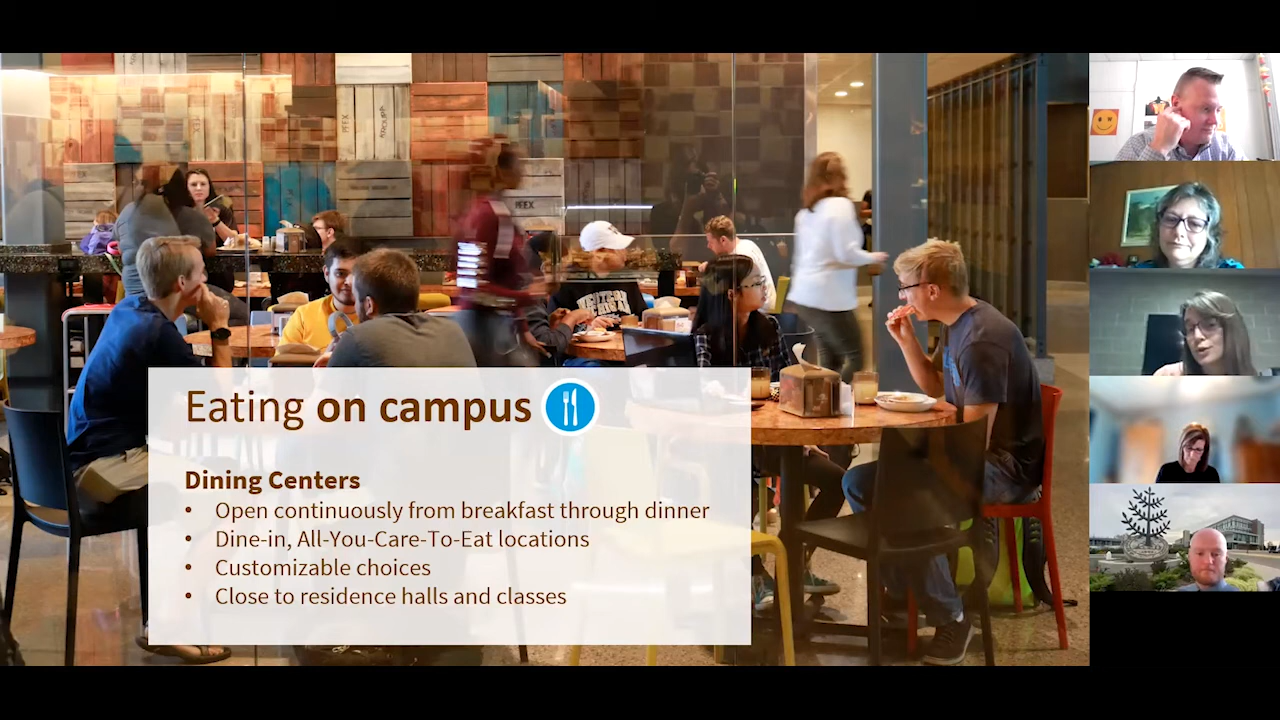 Eating on campus
Dining Centers
• Open continuously from breakfast through dinner
• Dine-in, All-You-Care-To-Eat locations
• Customizable choices
• Close to residence halls and classes